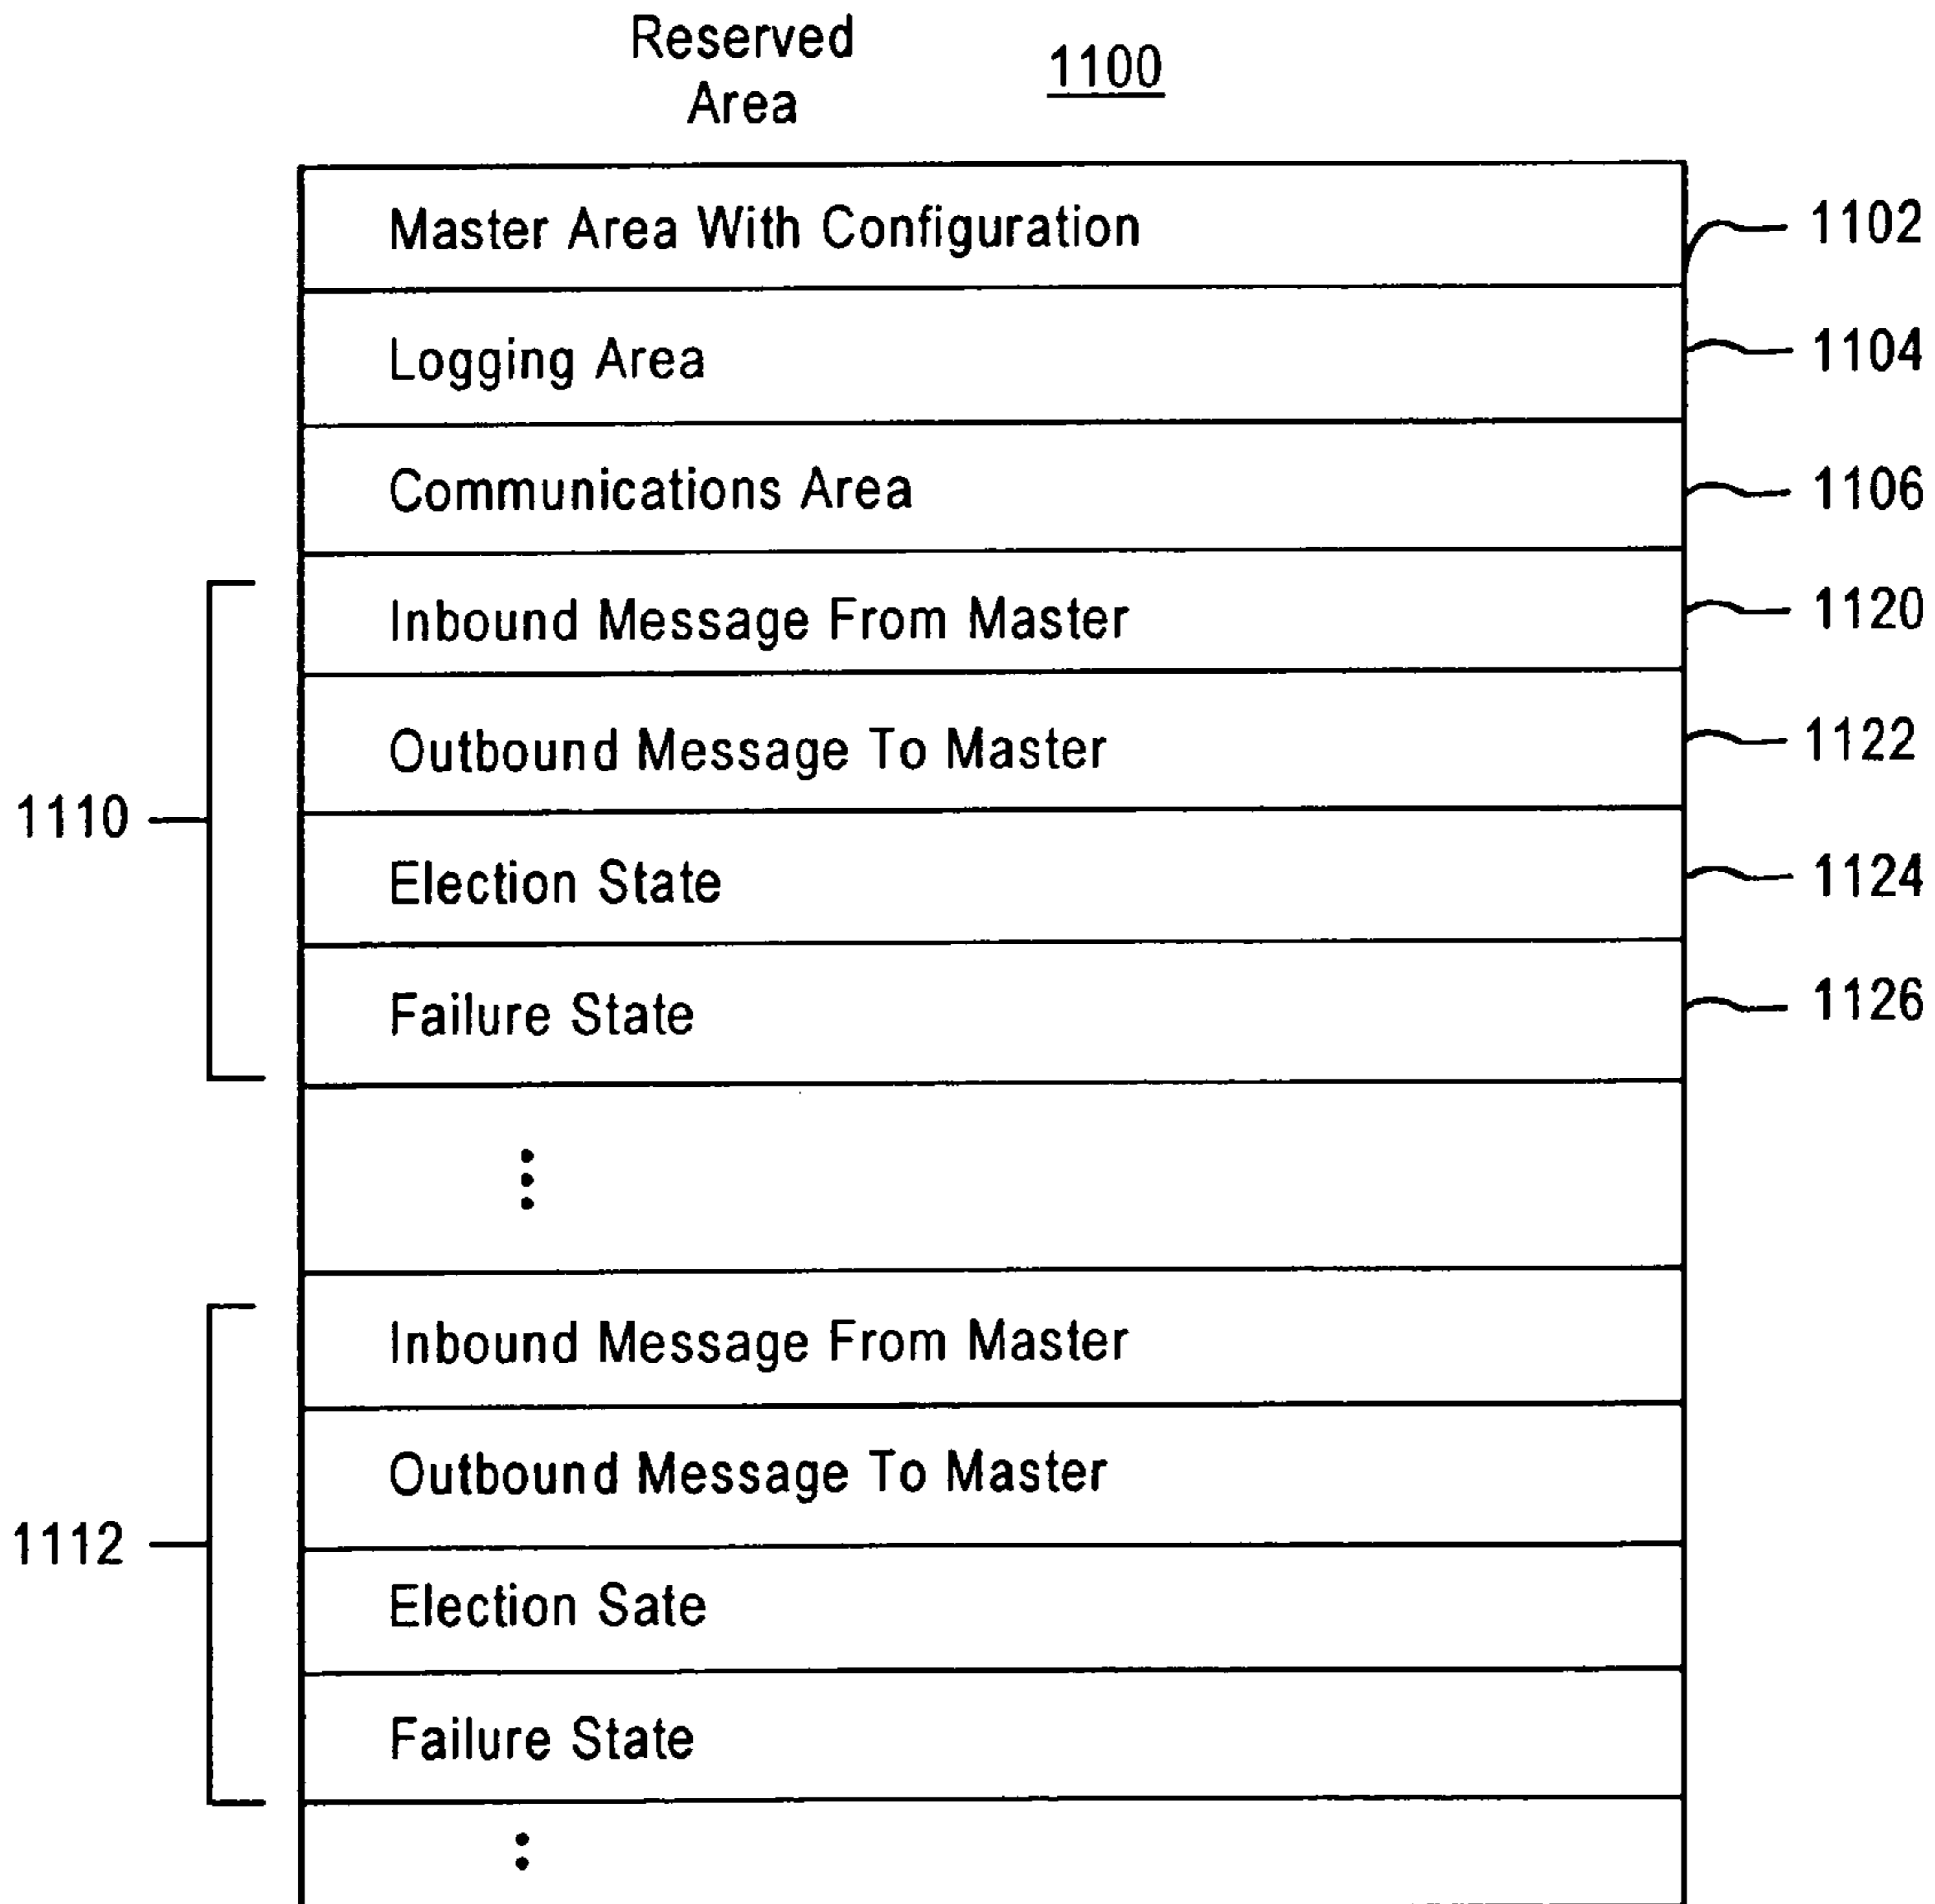 Reserved
Area
1100
Master Area With Configuration
1102
Logging Area
1104
Communications Area
1106
Inbound Message From Master
1120
Outbound Message To Master
1122
1110
Election State
1124
Failure State
1126
Inbound Message From Master
Outbound Message To Master
1112
Election Sate
Failure State